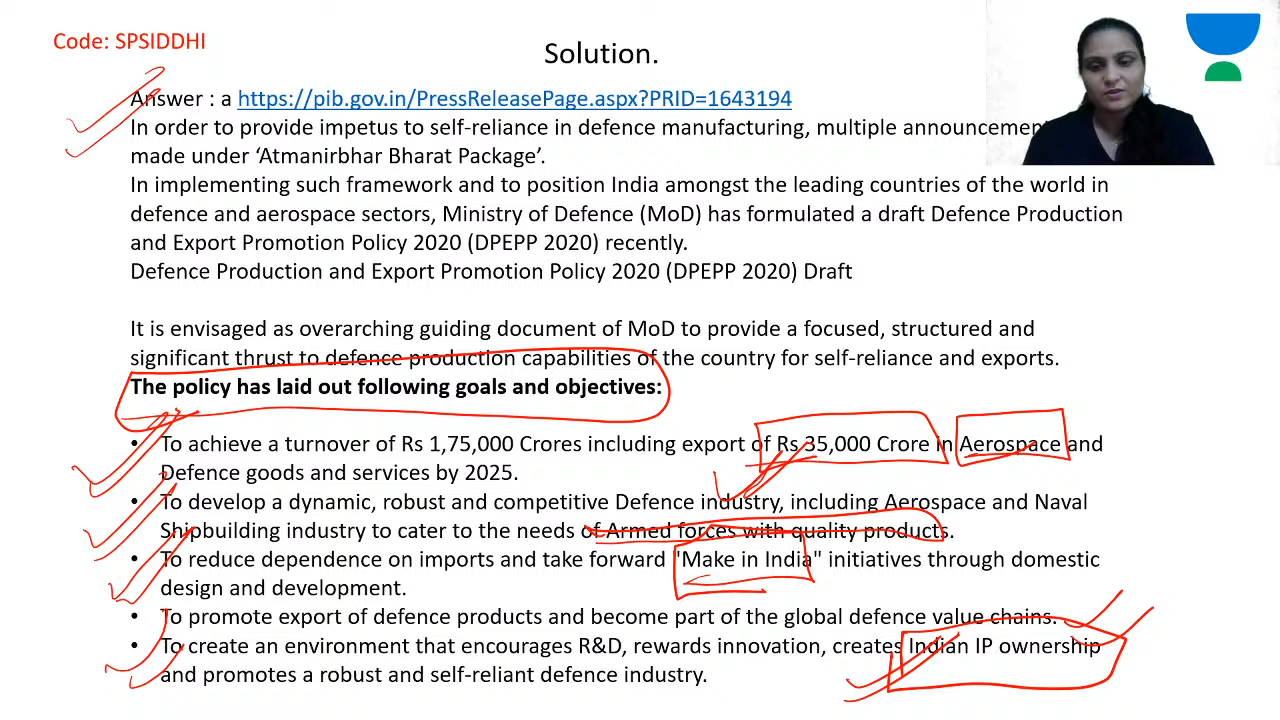 Code: SPSIDDHI
Solution.
Answer : a https://pib.gov.in/PressReleasePage.aspx?PRID=1643194
In order to provide impetus to self-reliance in defence manufacturing, multiple
made under ‘Atmanirbhar Bharat Package’.
In implementing such framework and to position India amongst the leading countries of the world in
defence and aerospace sectors, Ministry of Defence (MoD) has formulated a draft Defence Production
and Export Promotion Policy 2020 (DPEPP 2020) recently.
Defence Production and Export Promotion Policy 2020 (DPEPP 2020) Draft
It is envisaged as overarching guiding document of MoD to provide a focused, structured and
significant thrust to defence production capabilities of the country for self-reliance and exports.
The policy has laid out following goals and objectives:
• To achieve a turnover of Rs 1,75,000 Crores including export of Rs 35,000 Crore in Aerospace and
Defence goods and services by 2025.
• To develop a dynamic, robust and competitive Defence industry, including Aerospace and Naval
Shipbuilding industry to cater to the needs of Armed forces with quality products.
• To reduce dependence on imports and take forward "Make in India" initiatives through domestic
design and development.
• To promote export of defence products and become part of the global defence value chains.
• To create an environment that encourages R&D, rewards innovation, creates Indian IP ownership
and promotes a robust and self-reliant defence industry.